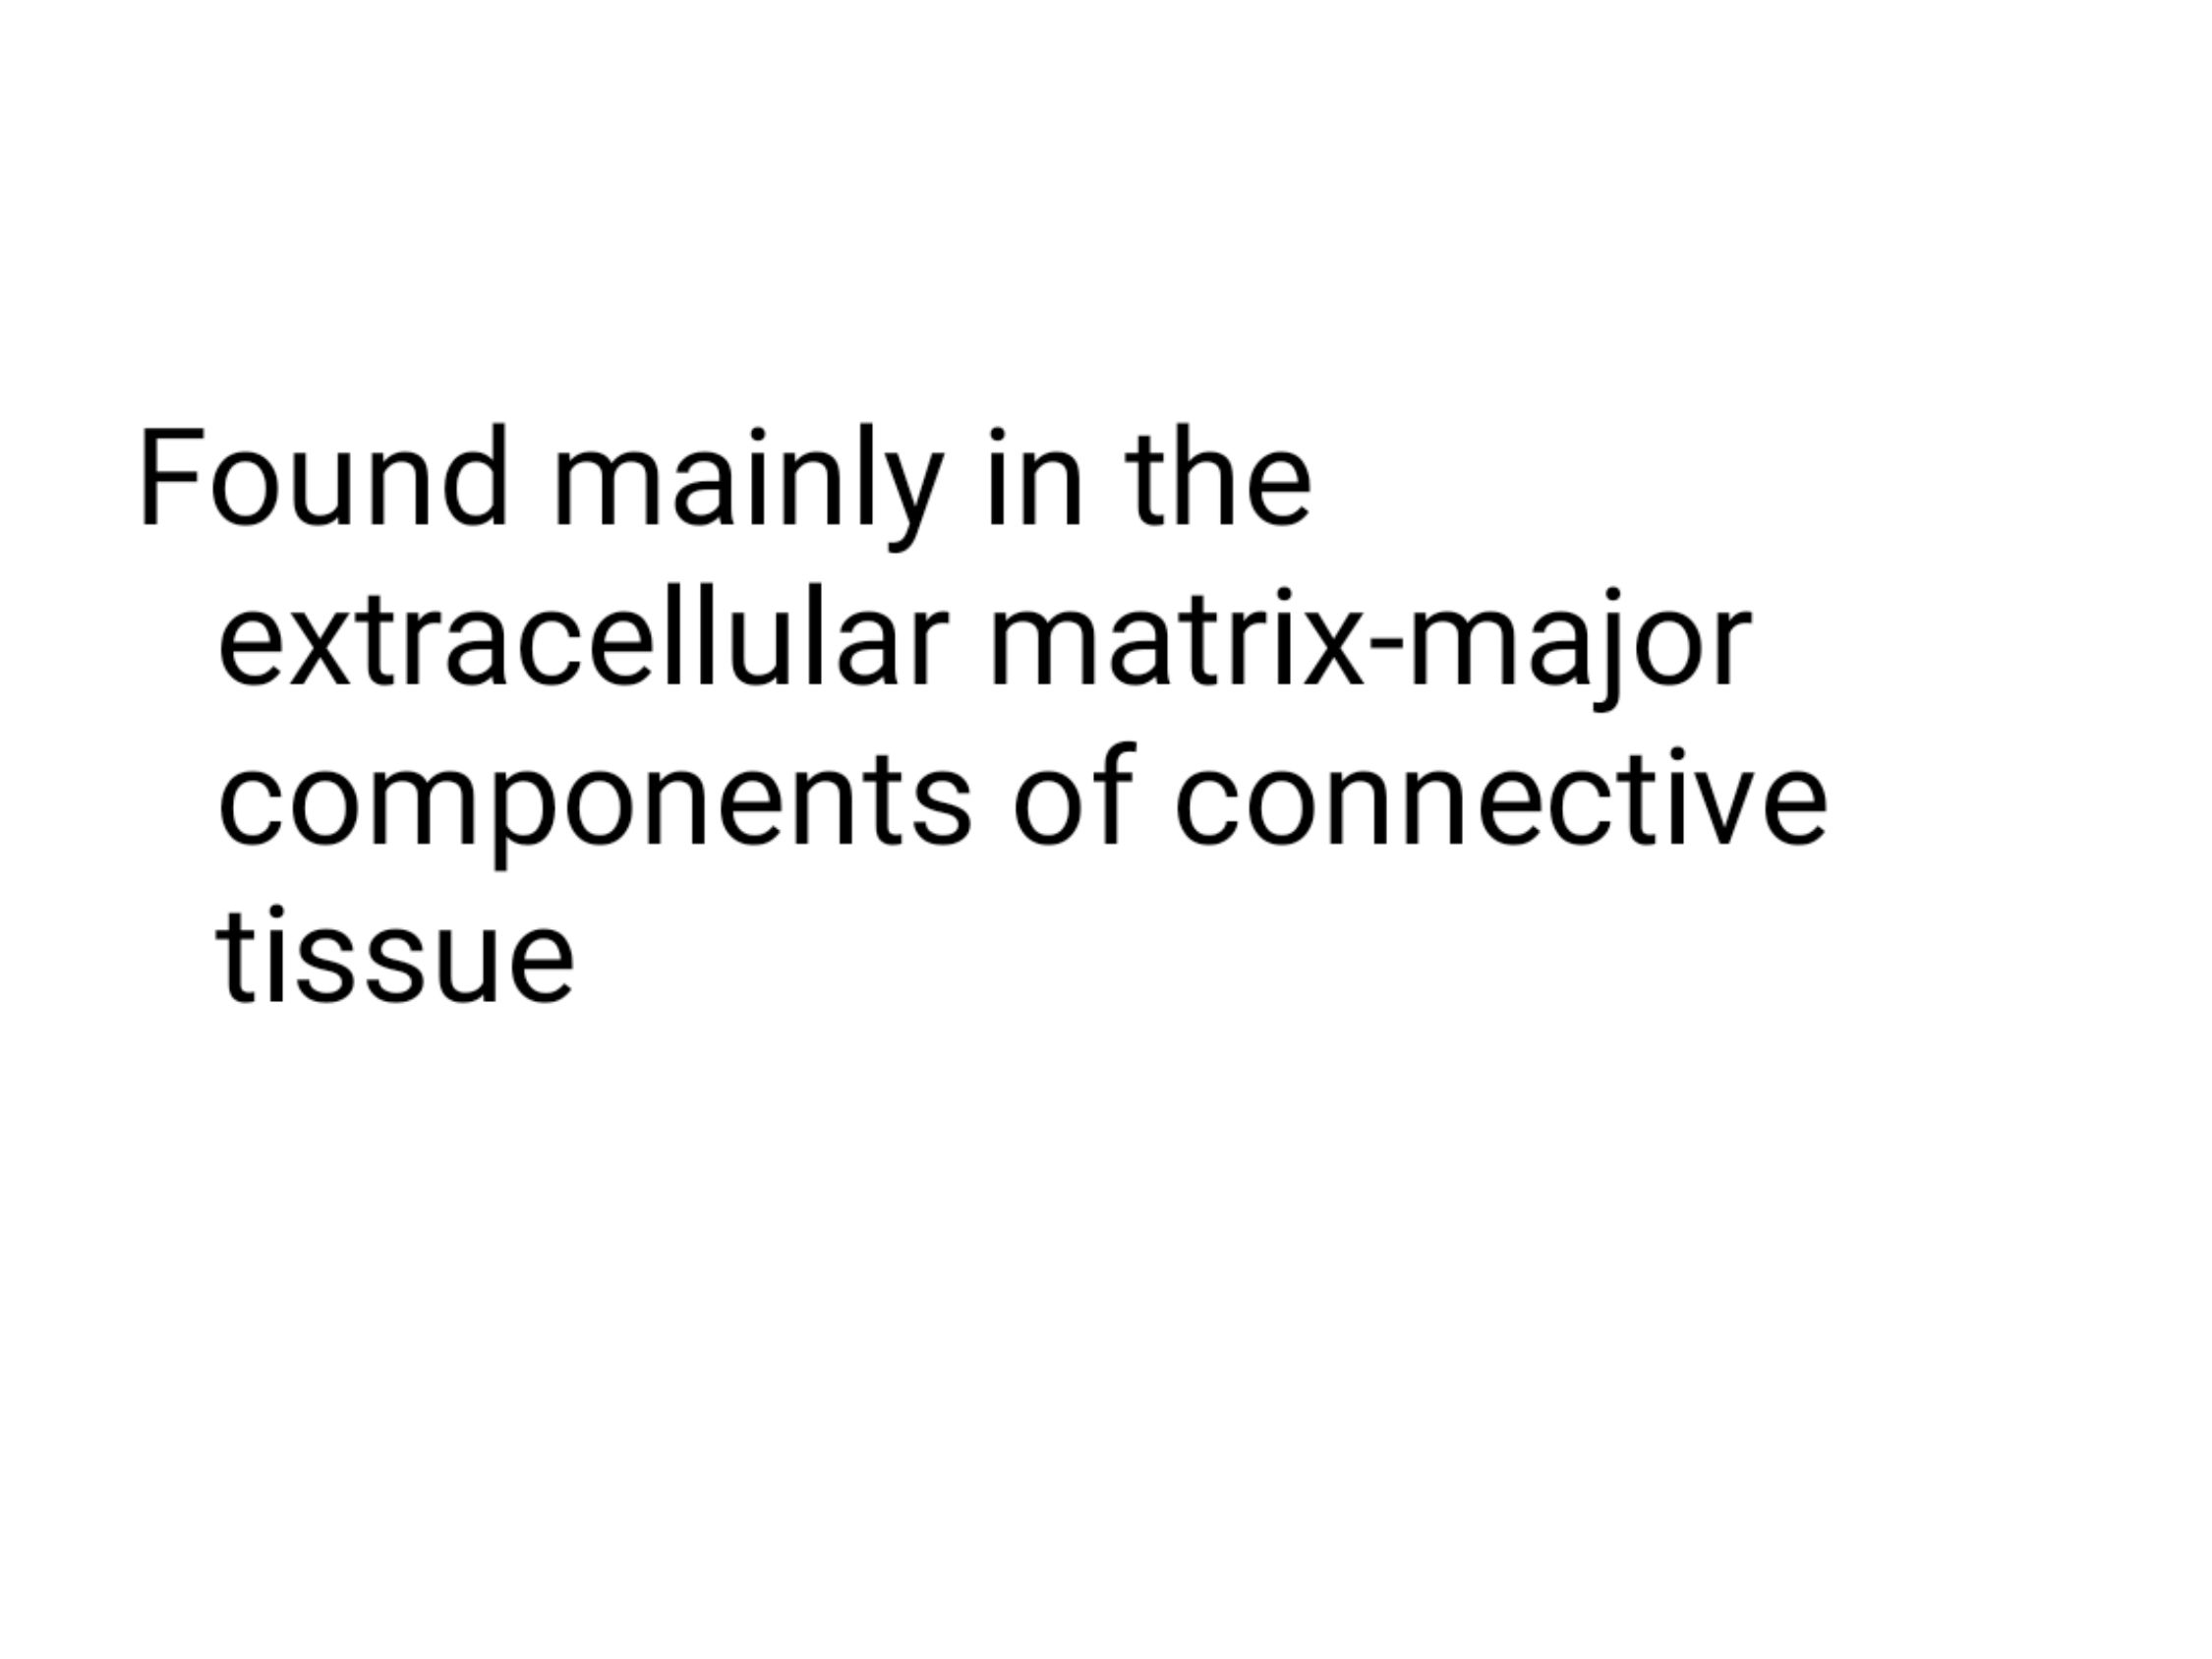 Found mainly in the
extracellular matrix-major
components of connective
tissue